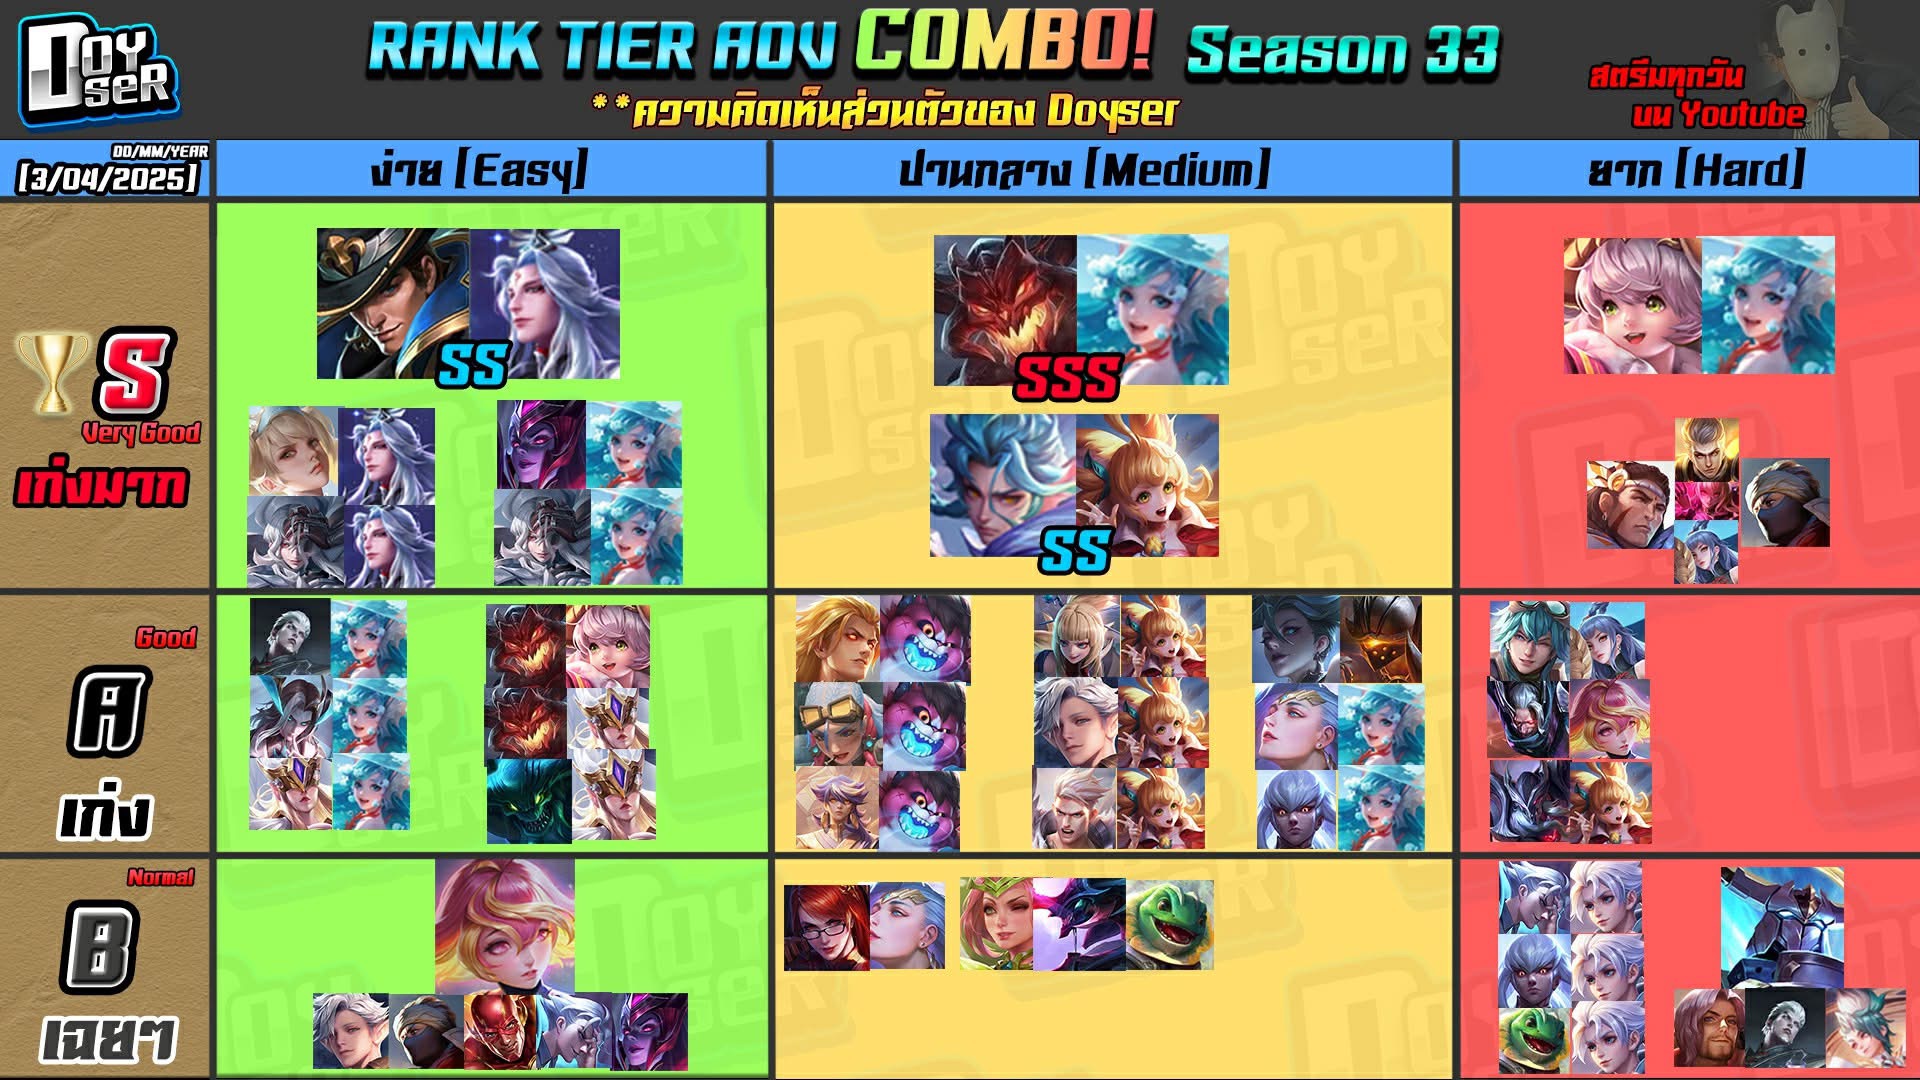 DOYSER
RANK TIER AOV COMBO! Season 33
**ความคิดเห็นส่วนตัวของ Doyser
สตรีมทุกวัน
บน Youtube
DD/MM/YEAR
[3/04/2025]
ง่าย [Easy]
ปานกลาง [Medium]
ยาก [Hard]
S
Very Good
เก่งมาก
SS
SSS
SS
Good
A
เก่ง
Normal
B
เฉยๆ